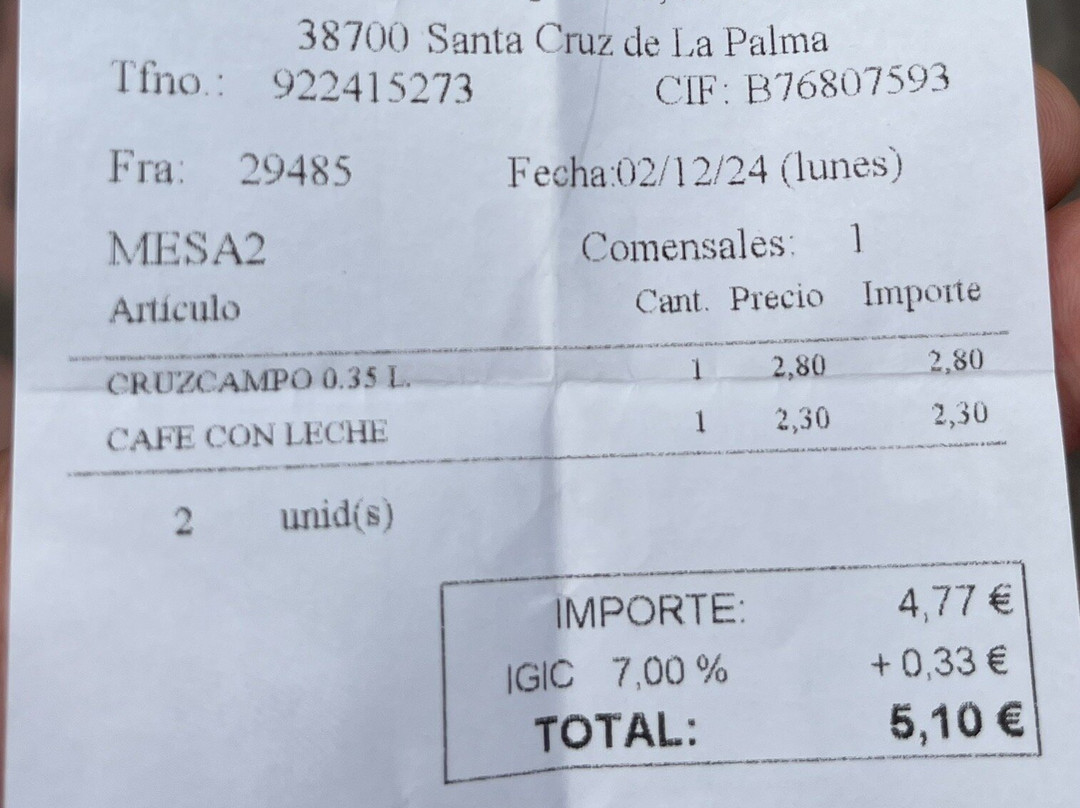 38700 Santa Cruz de La Palma
Tfno.: 922415273 CIF: B76807593
Fra: 29485 Fecha:02/12/24 (lunes)
MESA2 Comensales: 1
Artículo Cant. Precio Importe
CRUZCAMPO 0.35 L. 1 2,80 2,80
CAFE CON LECHE 1 2,30 2,30
2 unid(s)
IMPORTE: 4,77 €
IGIC 7,00 % + 0,33 €
TOTAL: 5,10 €